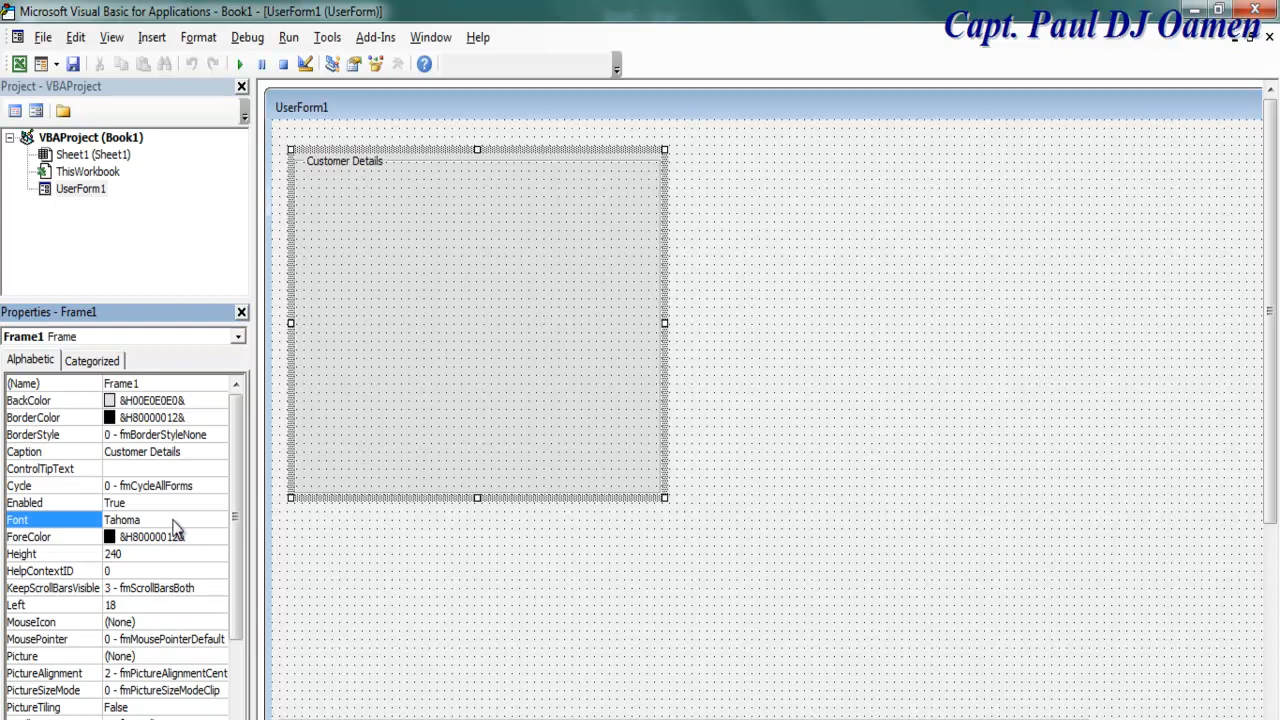 Microsoft Visual Basic for Applications - Book1 - [UserForm1 (UserForm)]
Capt. Paul DJ Oamen
File Edit View Insert Format Debug Run Tools Add-Ins Window Help
Project - VBAProject
VBAProject (Book1)
Sheet1 (Sheet1)
ThisWorkbook
UserForm1
Properties - Frame1
Frame1 Frame
Alphabetic Categorized
(Name) Frame1
BackColor &H00E0E0E0&
BorderColor &H80000012&
BorderStyle 0 - fmBorderStyleNone
Caption Customer Details
ControlTipText
Cycle 0 - fmCycleAllForms
Enabled True
Font Tahoma
ForeColor &H80000012&
Height 240
HelpContextID 0
KeepScrollBarsVisible 3 - fmScrollBarsBoth
Left 18
MouseIcon (None)
MousePointer 0 - fmMousePointerDefault
Picture (None)
PictureAlignment 2 - fmPictureAlignmentCent
PictureSizeMode 0 - fmPictureSizeModeClip
PictureTiling False
UserForm1
Customer Details